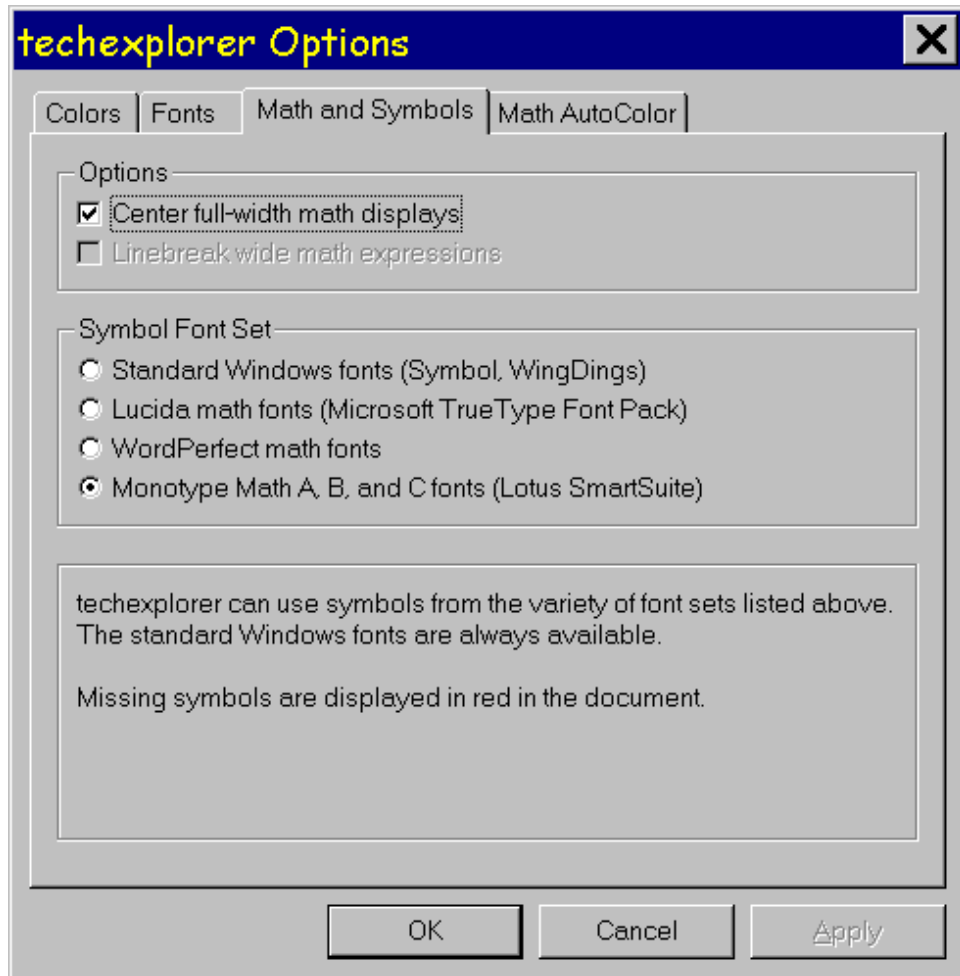 techexplorer Options
Colors Fonts Math and Symbols Math AutoColor
Options
Center full-width math displays
Linebreak wide math expressions
Symbol Font Set
Standard Windows fonts (Symbol, WingDings)
Lucida math fonts (Microsoft TrueType Font Pack)
WordPerfect math fonts
Monotype Math A, B, and C fonts (Lotus SmartSuite)
techexplorer can use symbols from the variety of font sets listed above.
The standard Windows fonts are always available.
Missing symbols are displayed in red in the document.
OK Cancel Apply